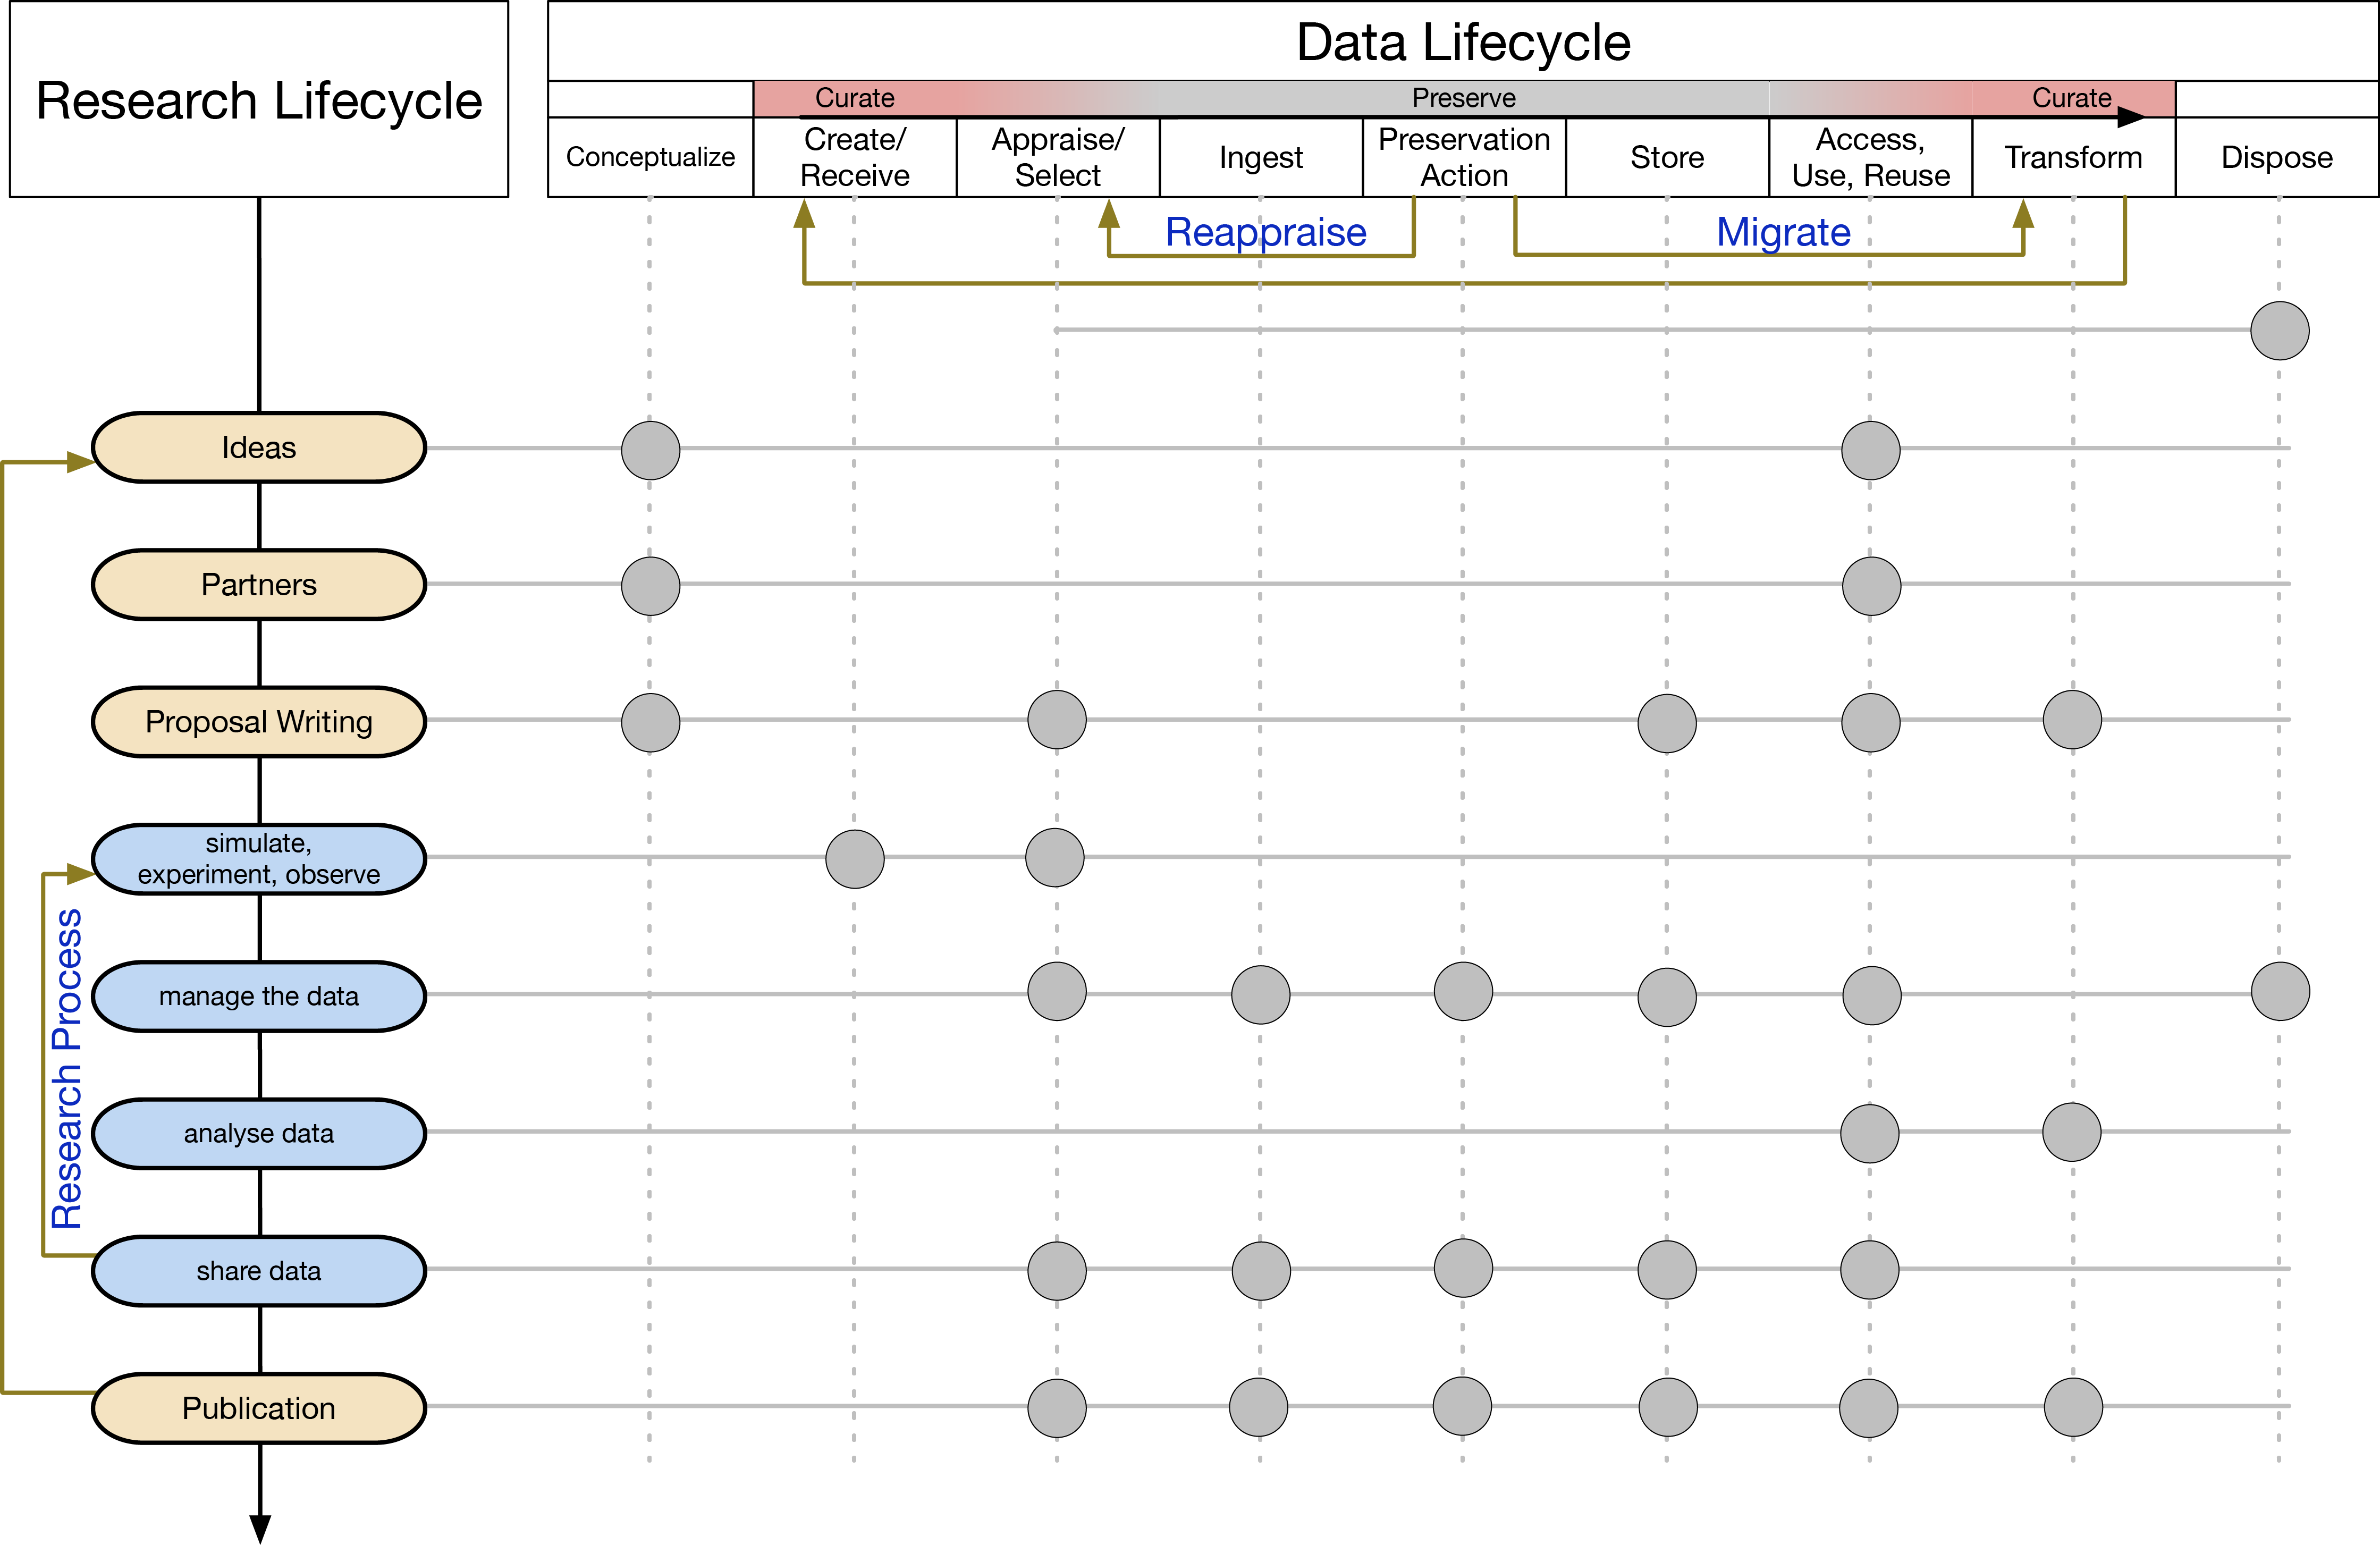 Research Lifecycle
Data Lifecycle
Curate
Preserve
Curate
Conceptualize
Create/
Receive
Appraise/
Select
Ingest
Preservation
Action
Store
Access,
Use, Reuse
Transform
Dispose
Reappraise
Migrate
Ideas
Partners
Proposal Writing
simulate,
experiment, observe
manage the data
analyse data
share data
Publication
Research Process